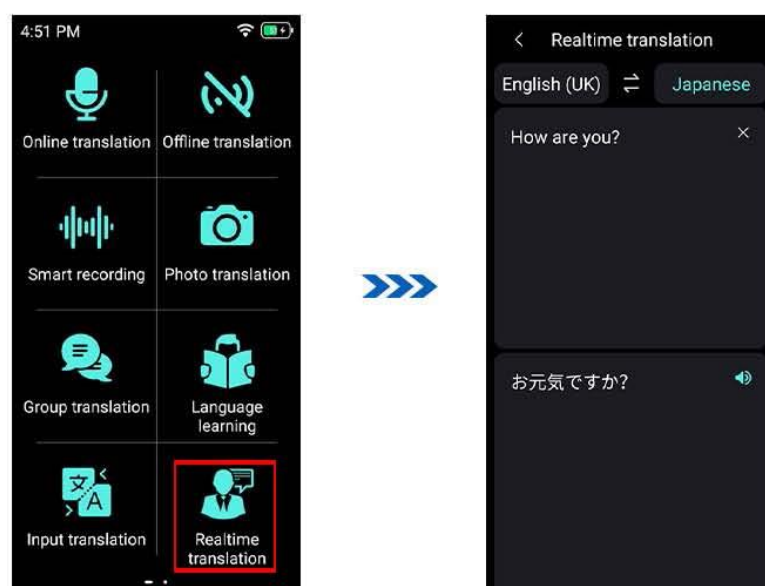 4:51 PM
Online translation
Offline translation
Smart recording
Photo translation
Group translation
Language
learning
文
A
Input translation
Realtime
translation
Realtime translation
English (UK)
Japanese
How are you?
お元気ですか?